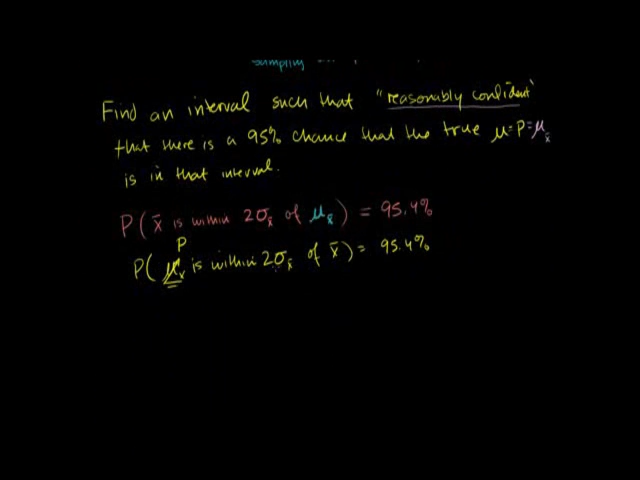 sampling
Find an interval such that "reasonably confident"
that there is a 95% chance that the true μ=P=μx̄
is in that interval.
P( x̄ is within 2σx̄ of μx̄ ) = 95.4%
P
P( μx̄ is within 2σx̄ of x̄ ) = 95.4%